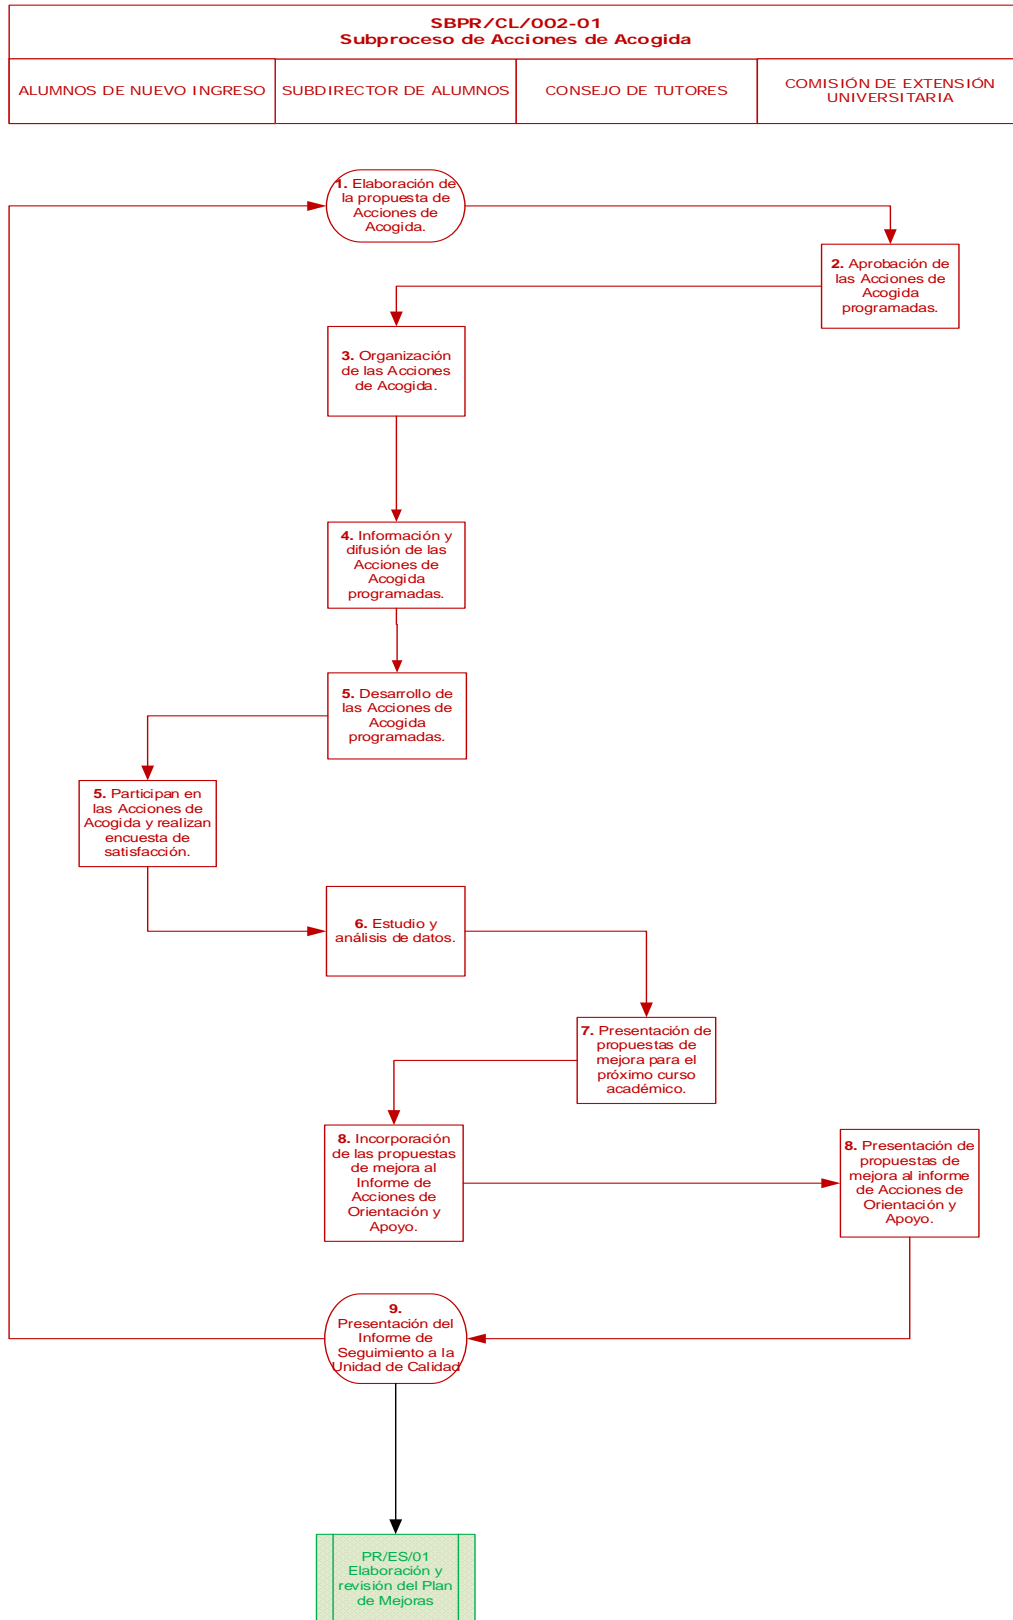 SBPR/CL/002-01
Subproceso de Acciones de Acogida
ALUMNOS DE NUEVO INGRESO
SUBDIRECTOR DE ALUMNOS
CONSEJO DE TUTORES
COMISIÓN DE EXTENSIÓN
UNIVERSITARIA
1. Elaboración de
la propuesta de
Acciones de
Acogida.
2. Aprobación de
las Acciones de
Acogida
programadas.
3. Organización
de las Acciones
de Acogida.
4. Información y
difusión de las
Acciones de
Acogida
programadas.
5. Desarrollo de
las Acciones de
Acogida
programadas.
5. Participan en
las Acciones de
Acogida y realizan
encuesta de
satisfacción.
6. Estudio y
análisis de datos.
7. Presentación de
propuestas de
mejora para el
próximo curso
académico.
8. Incorporación
de las propuestas
de mejora al
Informe de
Acciones de
Orientación y
Apoyo.
8. Presentación de
propuestas de
mejora al informe
de Acciones de
Orientación y
Apoyo.
9.
Presentación del
Informe de
Seguimiento a la
Unidad de Calidad
PR/ES/01
Elaboración y
revisión del Plan
de Mejoras